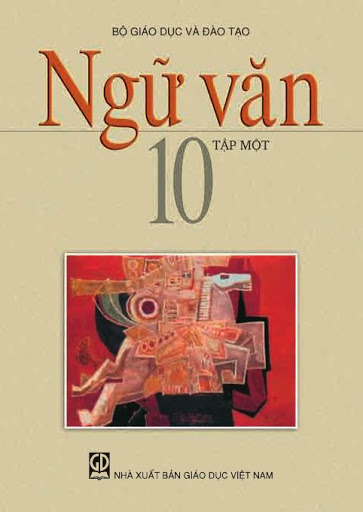 BỘ GIÁO DỤC VÀ ĐÀO TẠO
Ngữ văn
10
TẬP MỘT
NHÀ XUẤT BẢN GIÁO DỤC VIỆT NAM